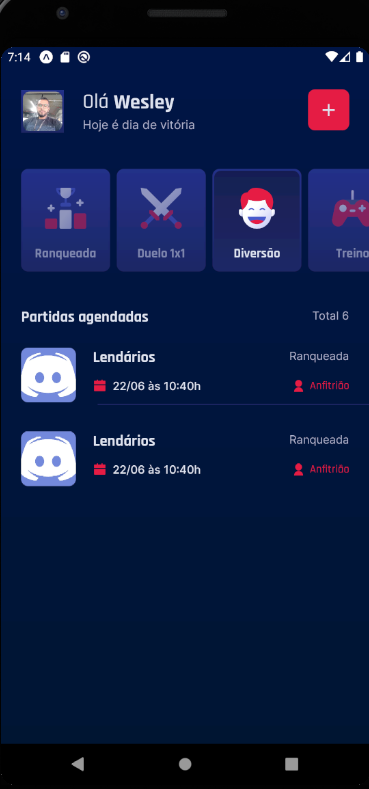 7:14
Olá Wesley
Hoje é dia de vitória
+
Ranqueada Duelo 1x1 Diversão Treino
Partidas agendadas Total 6
Lendários Ranqueada
22/06 às 10:40h Anfitrião
Lendários Ranqueada
22/06 às 10:40h Anfitrião